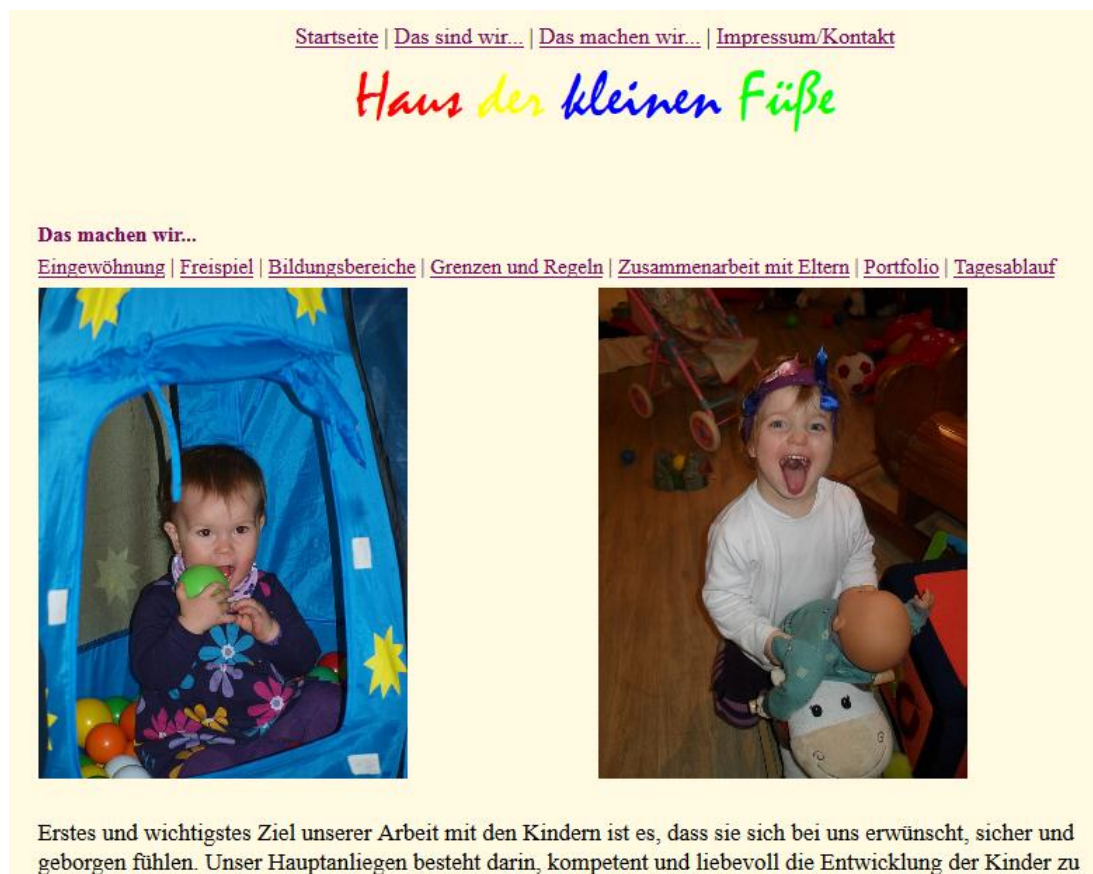 Startseite | Das sind wir... | Das machen wir... | Impressum/Kontakt
Haus der kleinen Füße
Das machen wir...
Eingewöhnung | Freispiel | Bildungsbereiche | Grenzen und Regeln | Zusammenarbeit mit Eltern | Portfolio | Tagesablauf
Erstes und wichtigstes Ziel unserer Arbeit mit den Kindern ist es, dass sie sich bei uns erwünscht, sicher und
geborgen fühlen. Unser Hauptanliegen besteht darin, kompetent und liebevoll die Entwicklung der Kinder zu